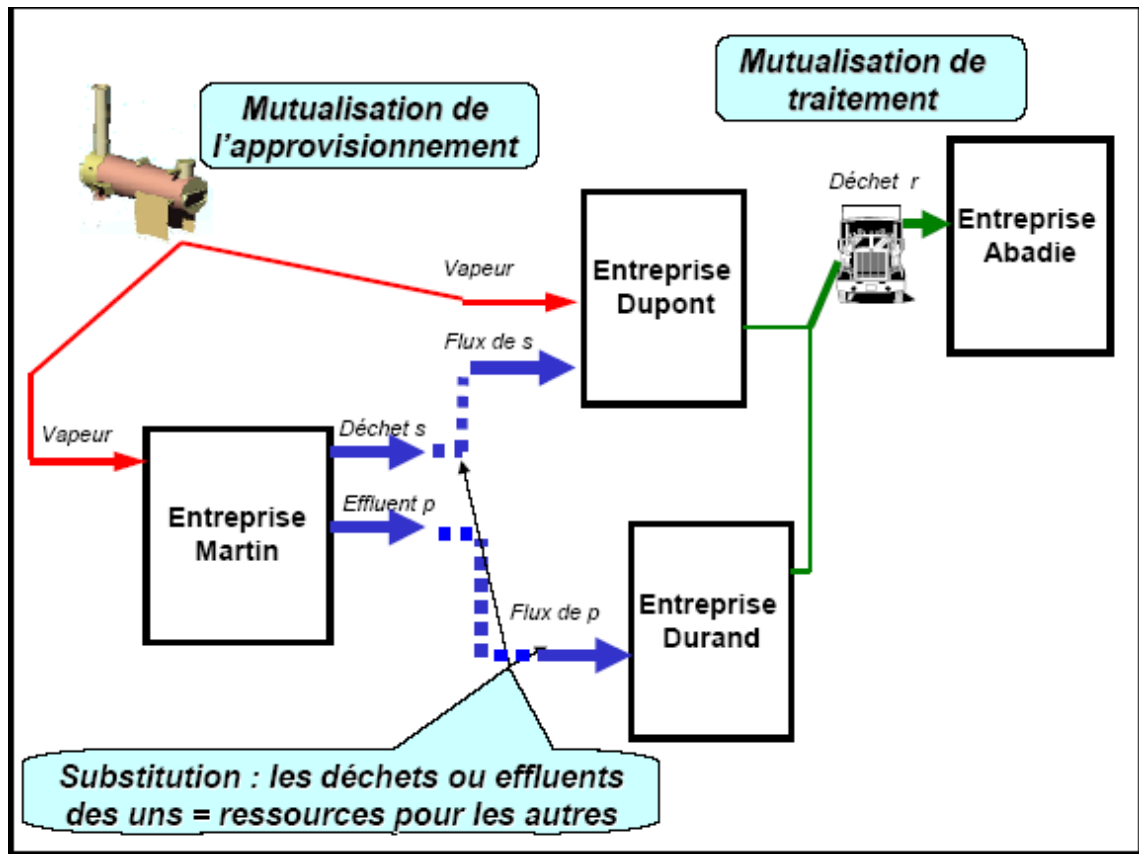 Mutualisation de
l'approvisionnement
Mutualisation de
traitement
Déchet r
Entreprise
Abadie
Vapeur
Entreprise
Dupont
Flux de s
Vapeur
Déchet s
Entreprise
Martin
Effluent p
Flux de p
Entreprise
Durand
Substitution : les déchets ou effluents
des uns = ressources pour les autres